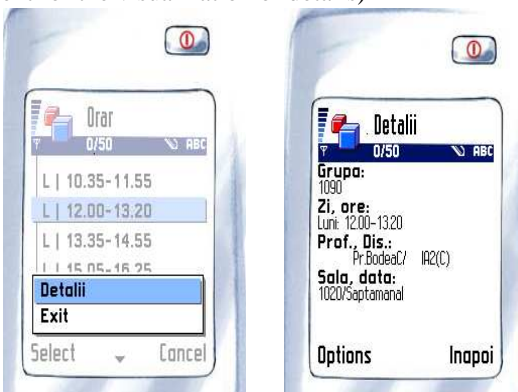 Orar
0/50 ABC
L | 10.35-11.55
L | 12.00-13.20
L | 13.35-14.55
L | 15.05-16.25
Detalii
Exit
Select Cancel
Detalii
0/50 ABC
Grupa:
1090
Zi, ore:
Luni: 12.00-13.20
Prof., Dis.:
Pr.BodeaC/ IA2(C)
Sala, data:
1020/Saptamanal
Options Inapoi